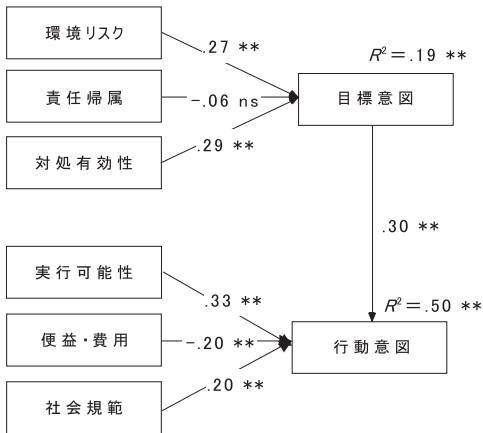 環境リスク
.27 **
R²=.19 **
責任帰属
-.06 ns
目標意図
対処有効性
.29 **
.30 **
実行可能性
.33 **
R²=.50 **
便益・費用
-.20 **
行動意図
社会規範
.20 **